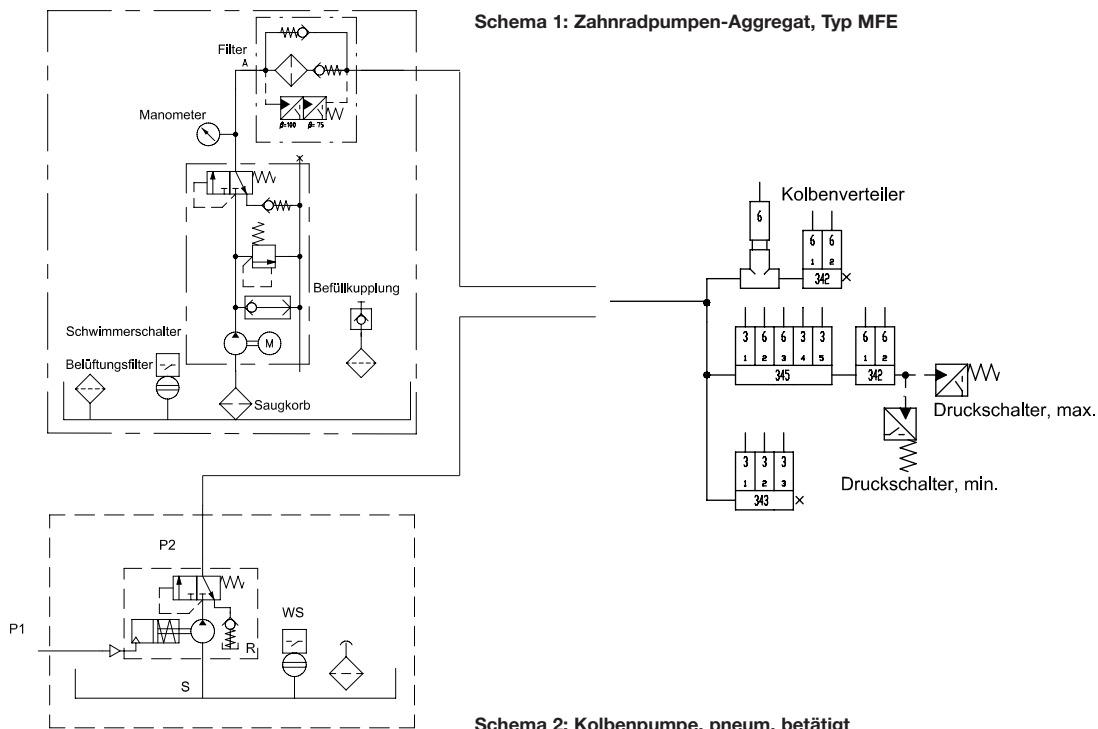 Schema 1: Zahnradpumpen-Aggregat, Typ MFE
Filter
A
β=100 β=75
Manometer
Befüllkupplung
Schwimmerschalter
Belüftungsfilter
M
Saugkorb
Kolbenverteiler
6
6 6
1 2
342
3 6 6 3 3
1 2 3 4 5
345
6 6
1 2
342
Druckschalter, max.
Druckschalter, min.
3 3 3
1 2 3
343
P2
P1
WS
R
S
Schema 2: Kolbenpumpe, pneum. betätigt